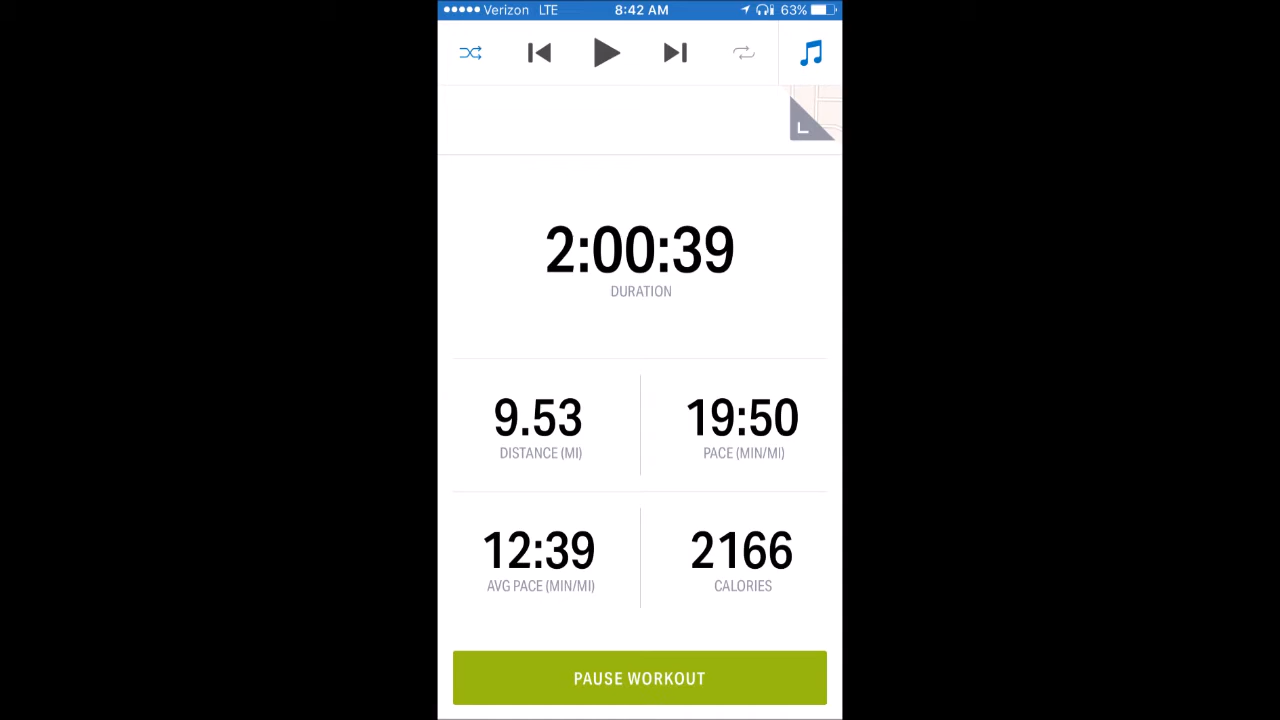 Verizon LTE 8:42 AM 63%
2:00:39
DURATION
9.53 19:50
DISTANCE (MI) PACE (MIN/MI)
12:39 2166
AVG PACE (MIN/MI) CALORIES
PAUSE WORKOUT